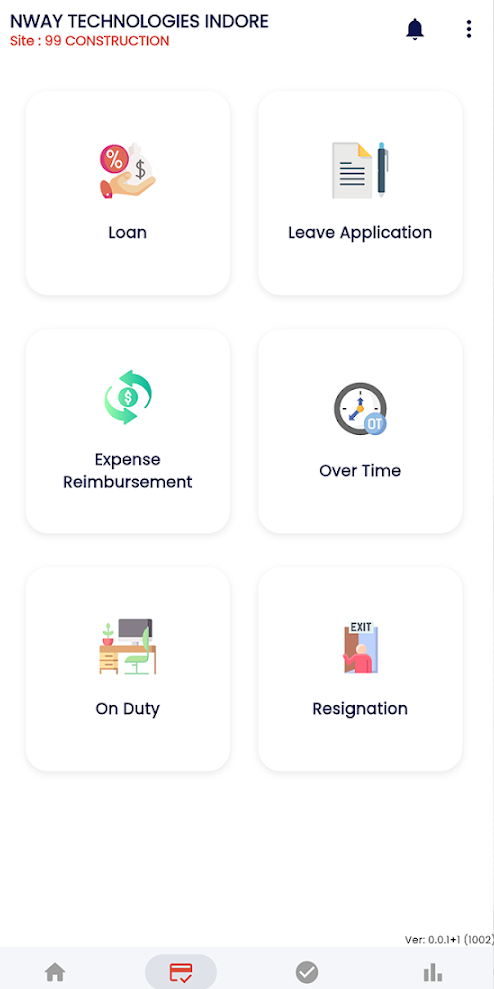 NWAY TECHNOLOGIES INDORE
Site : 99 CONSTRUCTION
%
$
Loan
Leave Application
$
Expense
Reimbursement
OT
Over Time
On Duty
EXIT
Resignation
Ver: 0.0.1+1 (1002)